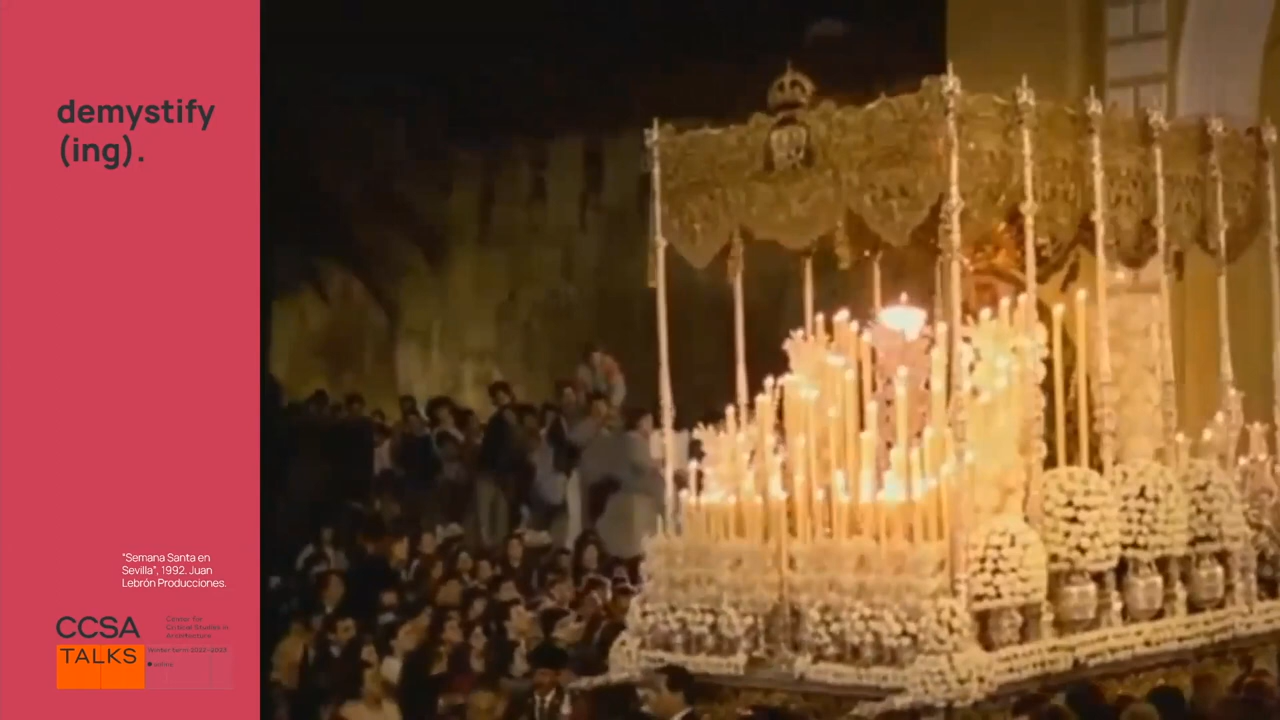 demystify
(ing).
"Semana Santa en
Sevilla", 1992. Juan
Lebrón Producciones.
CCSA
Center for
Critical Studies in
Architecture
TALKS
Winter term 2022–2023
online